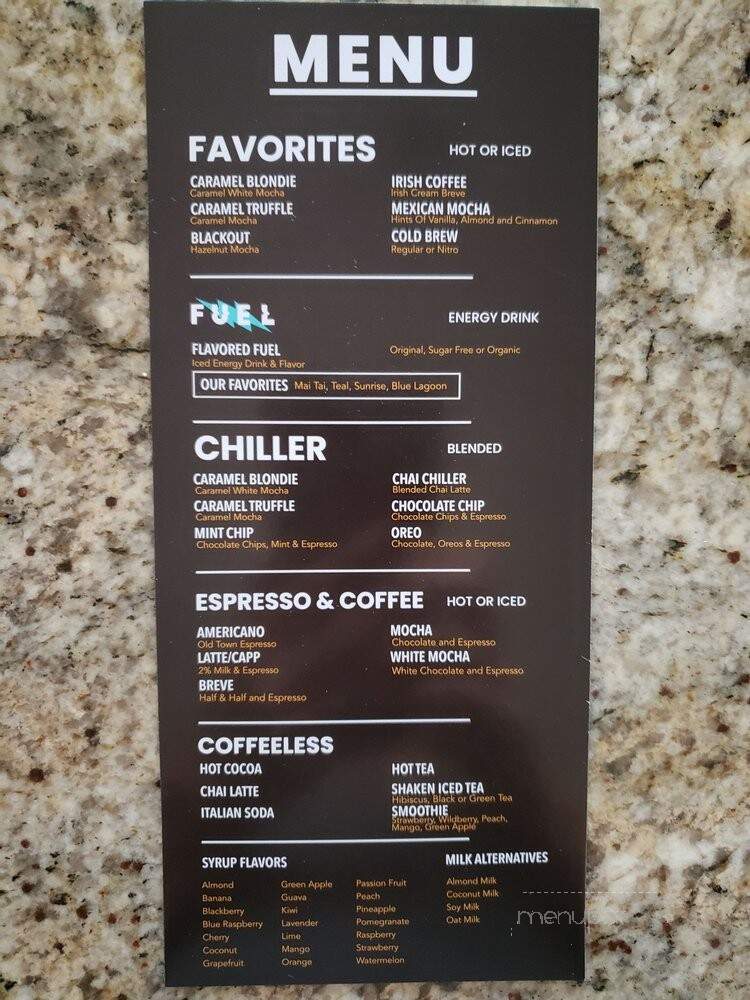 MENU
FAVORITES HOT OR ICED
CARAMEL BLONDIE
Caramel White Mocha
CARAMEL TRUFFLE
Caramel Mocha
BLACKOUT
Hazelnut Mocha
IRISH COFFEE
Irish Cream Breve
MEXICAN MOCHA
Hints Of Vanilla, Almond and Cinnamon
COLD BREW
Regular or Nitro
FUEL ENERGY DRINK
FLAVORED FUEL
Iced Energy Drink & Flavor
Original, Sugar Free or Organic
OUR FAVORITES Mai Tai, Teal, Sunrise, Blue Lagoon
CHILLER BLENDED
CARAMEL BLONDIE
Caramel White Mocha
CARAMEL TRUFFLE
Caramel Mocha
MINT CHIP
Chocolate Chips, Mint & Espresso
CHAI CHILLER
Blended Chai Latte
CHOCOLATE CHIP
Chocolate Chips & Espresso
OREO
Chocolate, Oreos & Espresso
ESPRESSO & COFFEE HOT OR ICED
AMERICANO
Old Town Espresso
LATTE/CAPP
2% Milk & Espresso
BREVE
Half & Half and Espresso
MOCHA
Chocolate and Espresso
WHITE MOCHA
White Chocolate and Espresso
COFFEELESS
HOT COCOA
CHAI LATTE
ITALIAN SODA
HOT TEA
SHAKEN ICED TEA
Hibiscus, Black or Green Tea
SMOOTHIE
Strawberry, Wildberry, Peach,
Mango, Green Apple
SYRUP FLAVORS
Almond
Banana
Blackberry
Blue Raspberry
Cherry
Coconut
Grapefruit
Green Apple
Guava
Kiwi
Lavender
Lime
Mango
Orange
Passion Fruit
Peach
Pineapple
Pomegranate
Raspberry
Strawberry
Watermelon
MILK ALTERNATIVES
Almond Milk
Coconut Milk
Soy Milk
Oat Milk